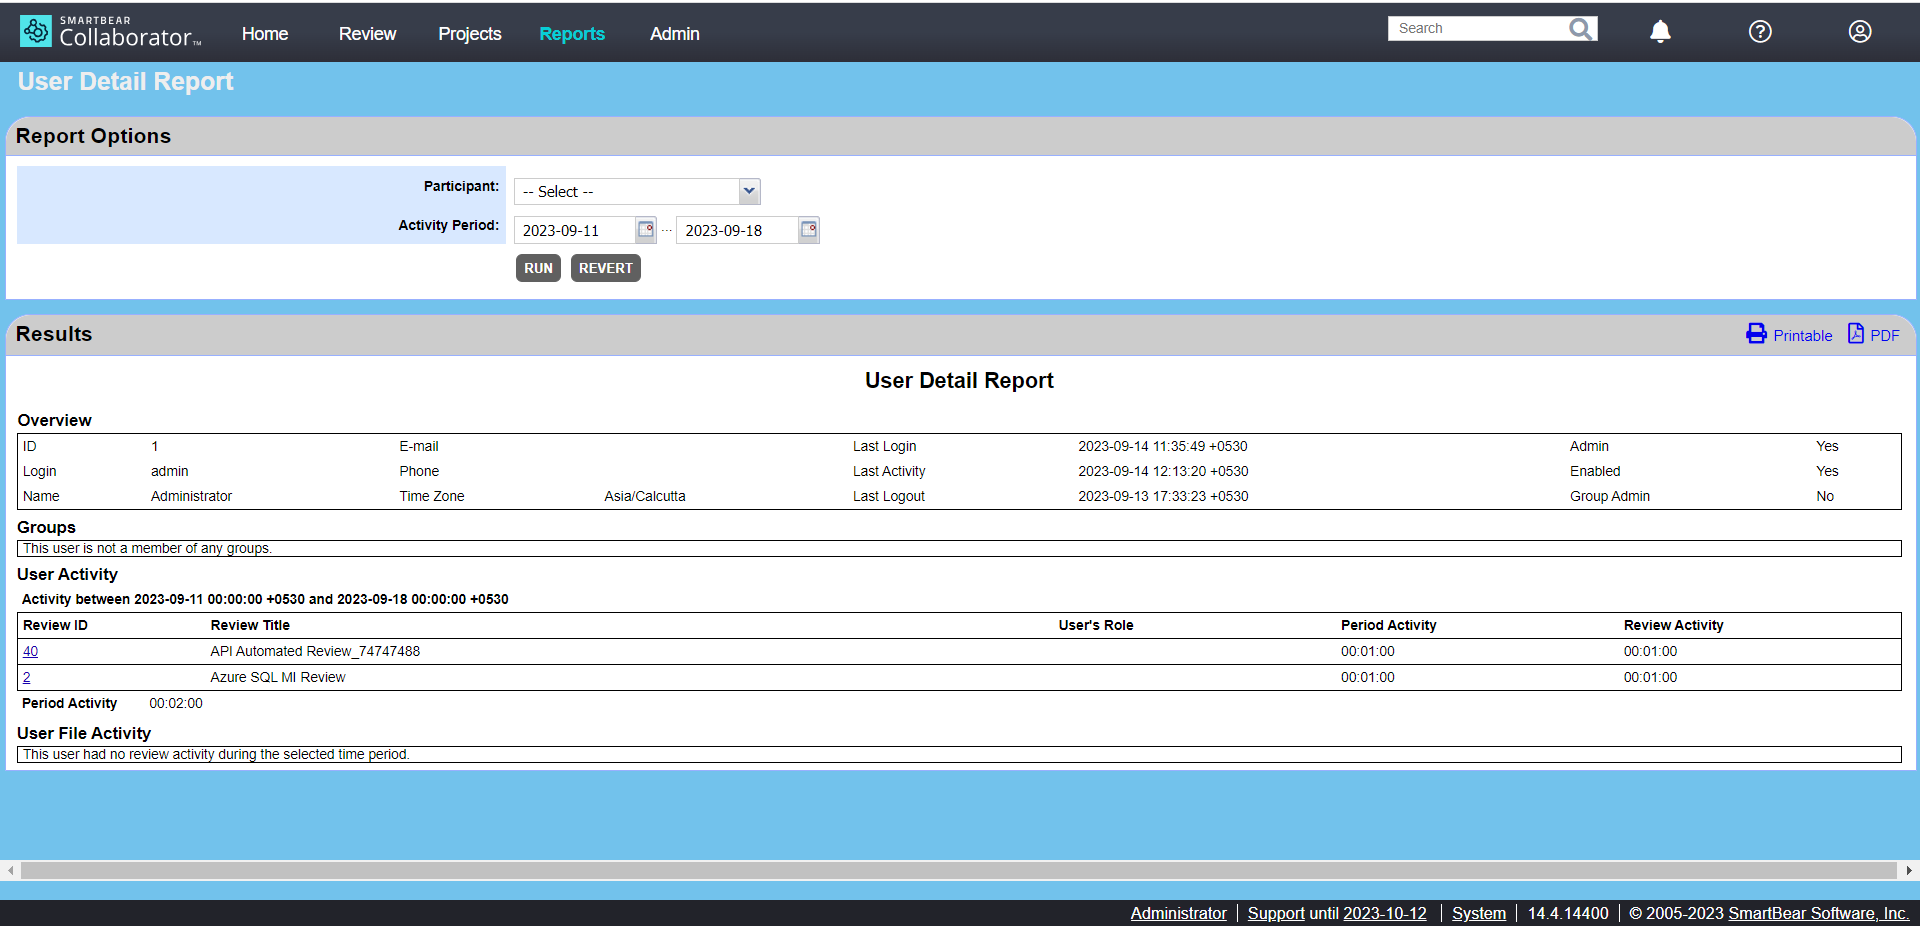 SMARTBEAR
Collaborator™
Home Review Projects Reports Admin
Search
User Detail Report
Report Options
Participant: -- Select --
Activity Period: 2023-09-11 ... 2023-09-18
RUN REVERT
Results Printable PDF
User Detail Report
Overview
ID 1 E-mail Last Login 2023-09-14 11:35:49 +0530 Admin Yes
Login admin Phone Last Activity 2023-09-14 12:13:20 +0530 Enabled Yes
Name Administrator Time Zone Asia/Calcutta Last Logout 2023-09-13 17:33:23 +0530 Group Admin No
Groups
This user is not a member of any groups.
User Activity
Activity between 2023-09-11 00:00:00 +0530 and 2023-09-18 00:00:00 +0530
Review ID Review Title User's Role Period Activity Review Activity
40 API Automated Review_74747488 00:01:00 00:01:00
2 Azure SQL MI Review 00:01:00 00:01:00
Period Activity 00:02:00
User File Activity
This user had no review activity during the selected time period.
Administrator | Support until 2023-10-12 | System | 14.4.14400 | © 2005-2023 SmartBear Software, Inc.